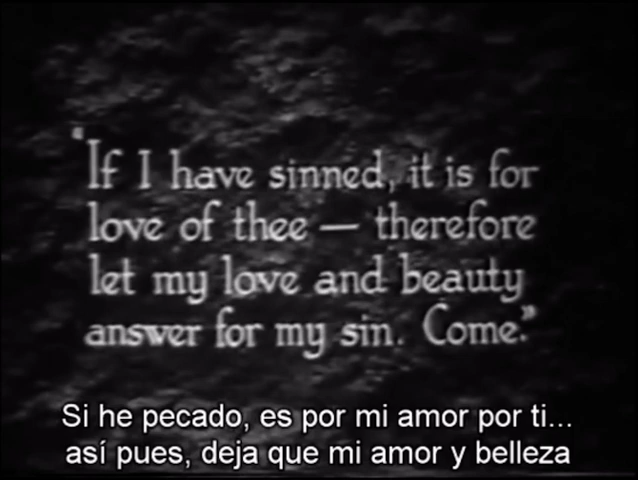 "If I have sinned, it is for
love of thee — therefore
let my love and beauty
answer for my sin. Come."
Si he pecado, es por mi amor por ti...
así pues, deja que mi amor y belleza